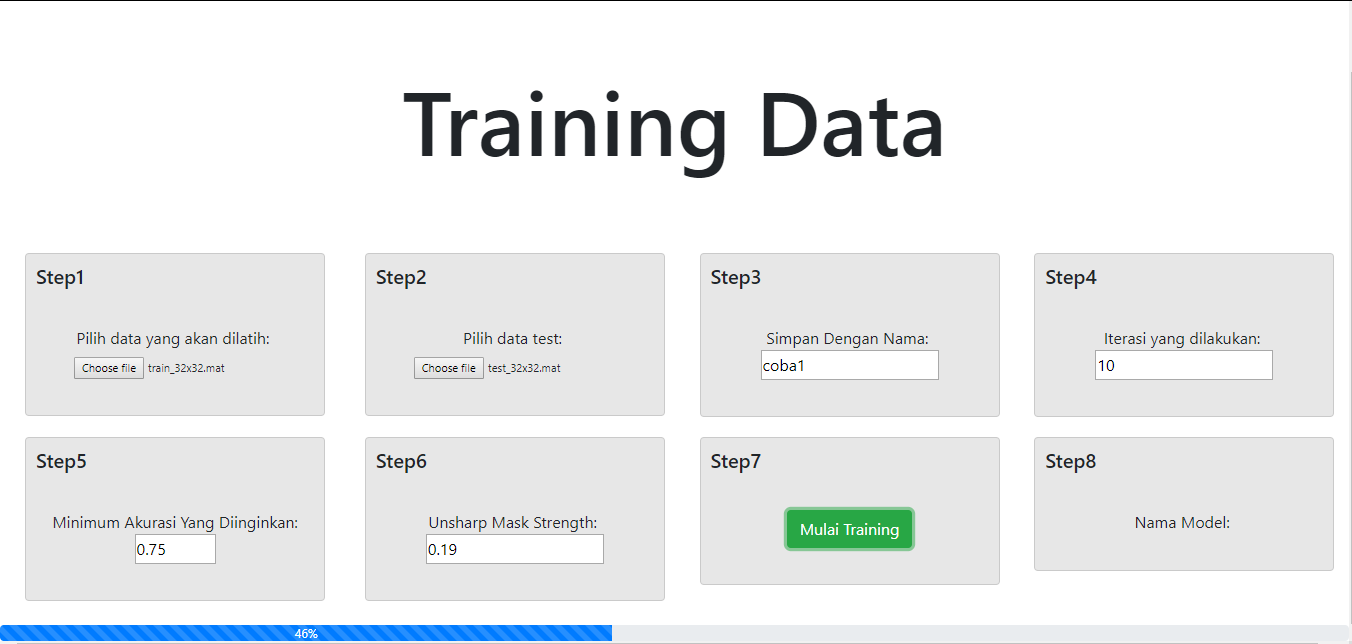 Training Data
Step1
Pilih data yang akan dilatih:
Choose file train_32x32.mat
Step2
Pilih data test:
Choose file test_32x32.mat
Step3
Simpan Dengan Nama:
coba1
Step4
Iterasi yang dilakukan:
10
Step5
Minimum Akurasi Yang Diinginkan:
0.75
Step6
Unsharp Mask Strength:
0.19
Step7
Mulai Training
Step8
Nama Model:
46%